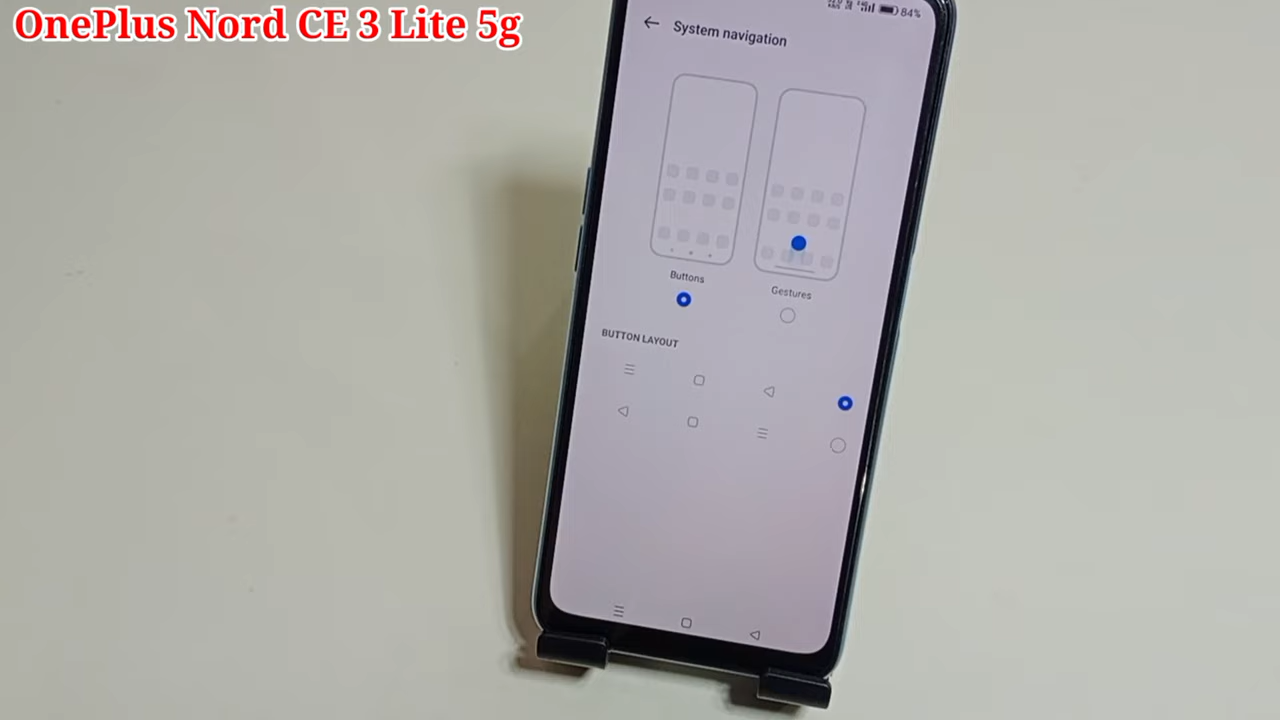 OnePlus Nord CE 3 Lite 5g
84%
System navigation
Buttons
Gestures
BUTTON LAYOUT